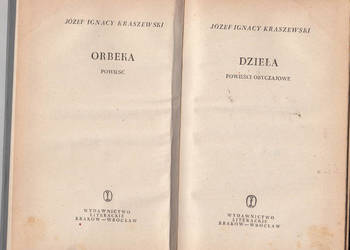 JÓZEF IGNACY KRASZEWSKI
ORBEKA
POWIEŚĆ
WYDAWNICTWO
LITERACKIE
KRAKÓW—WROCŁAW
JÓZEF IGNACY KRASZEWSKI
DZIEŁA
POWIEŚCI OBYCZAJOWE
WYDAWNICTWO
LITERACKIE
KRAKÓW—WROCŁAW